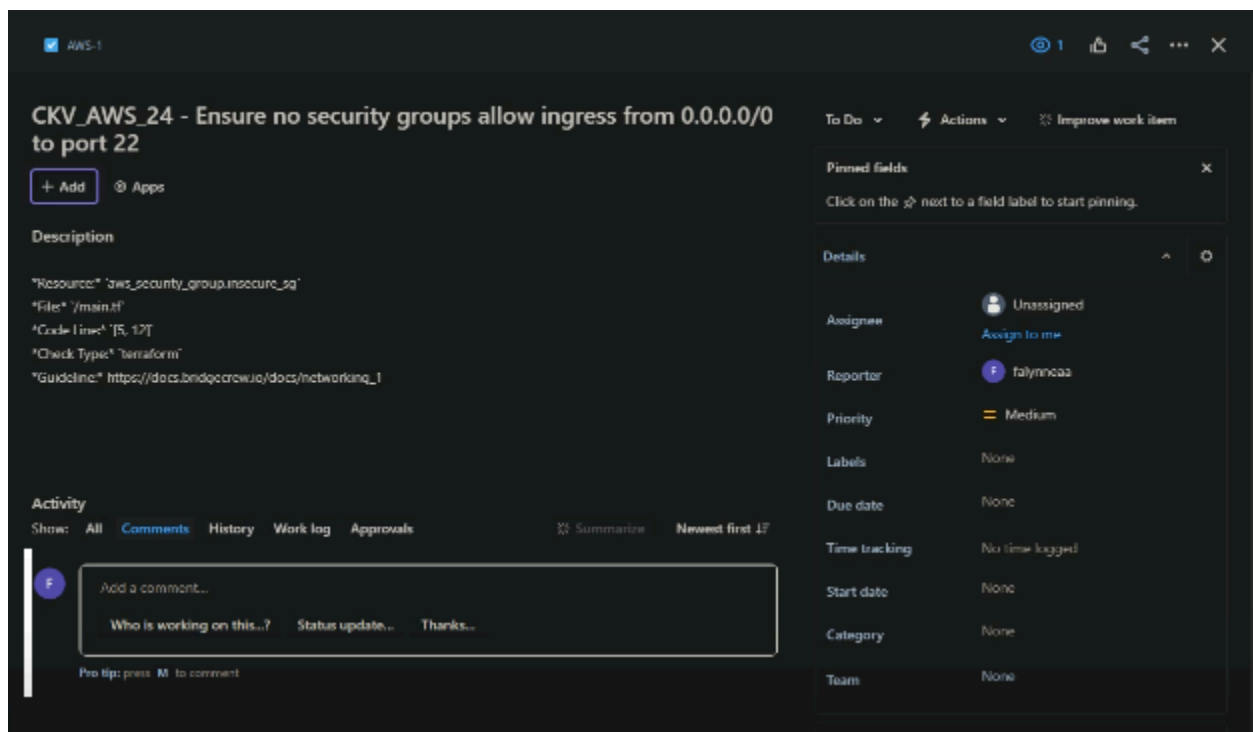 AWS-1
1
CKV_AWS_24 - Ensure no security groups allow ingress from 0.0.0.0/0
to port 22
+ Add
Apps
Description
*Resource:* `aws_security_group.insecure_sg`
*File:* `/main.tf`
*Code Line:* `[5, 12]`
*Check Type:* `terraform`
*Guideline:* https://docs.bridgecrew.io/docs/networking_1
Activity
Show: All Comments History Work log Approvals Summarize Newest first
F
Add a comment...
Who is working on this...? Status update... Thanks...
Pro tip: press M to comment
To Do Actions Improve work item
Pinned fields
Click on the next to a field label to start pinning.
Details
Assignee
Unassigned
Assign to me
Reporter
F falynneaa
Priority
Medium
Labels
None
Due date
None
Time tracking
No time logged
Start date
None
Category
None
Team
None